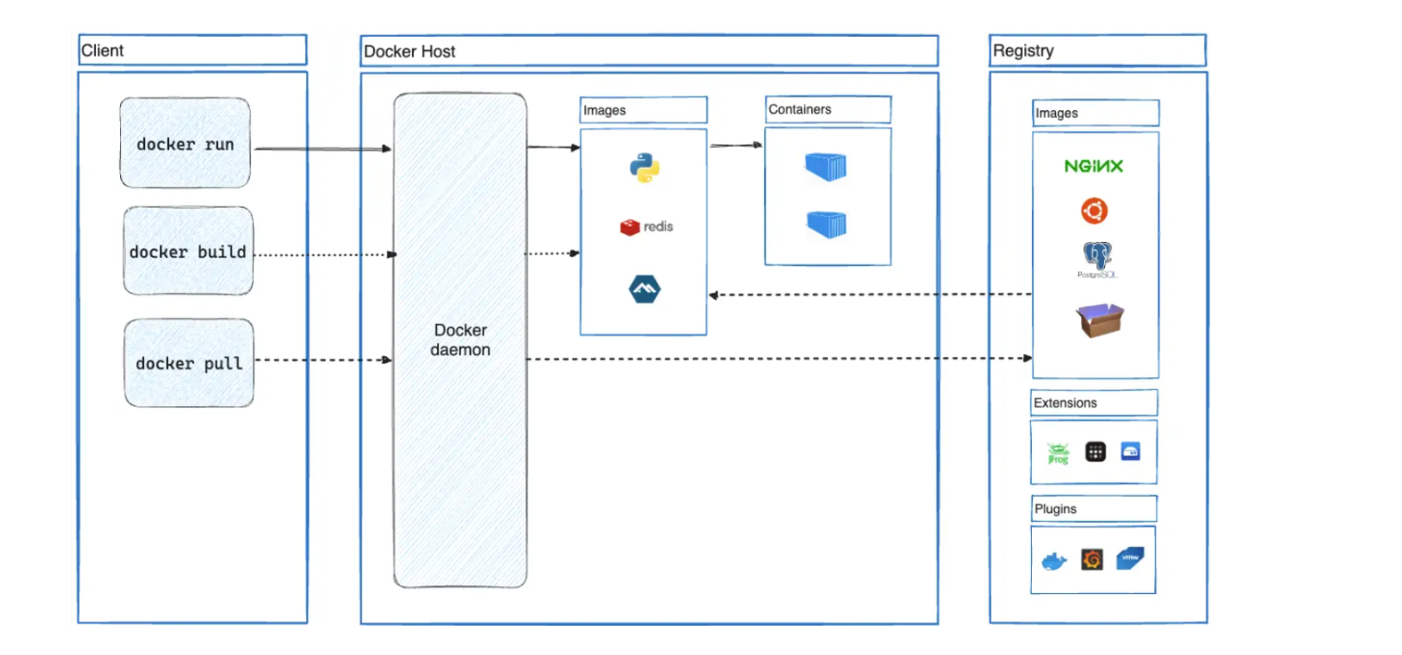 Client
docker run
docker build
docker pull
Docker Host
Docker
daemon
Images
redis
Containers
Registry
Images
NGINX
PostgreSQL
Extensions
jfrog
Plugins